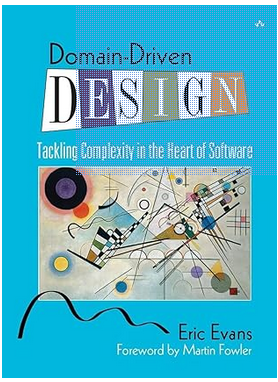 Domain-Driven
DESIGN
Tackling Complexity in the Heart of Software
Eric Evans
Foreword by Martin Fowler